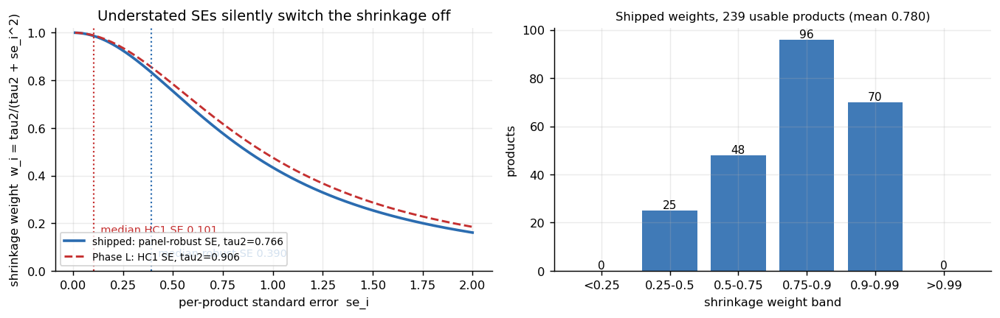 Understated SEs silently switch the shrinkage off
shrinkage weight w_i = tau2/(tau2 + se_i^2)
1.0
0.8
0.6
0.4
0.2
0.0
median HC1 SE 0.101
median robust SE 0.390
shipped: panel-robust SE, tau2=0.766
Phase L: HC1 SE, tau2=0.906
0.00 0.25 0.50 0.75 1.00 1.25 1.50 1.75 2.00
per-product standard error se_i
Shipped weights, 239 usable products (mean 0.780)
products
100
80
60
40
20
0
0 25 48 96 70 0
<0.25 0.25-0.5 0.5-0.75 0.75-0.9 0.9-0.99 >0.99
shrinkage weight band